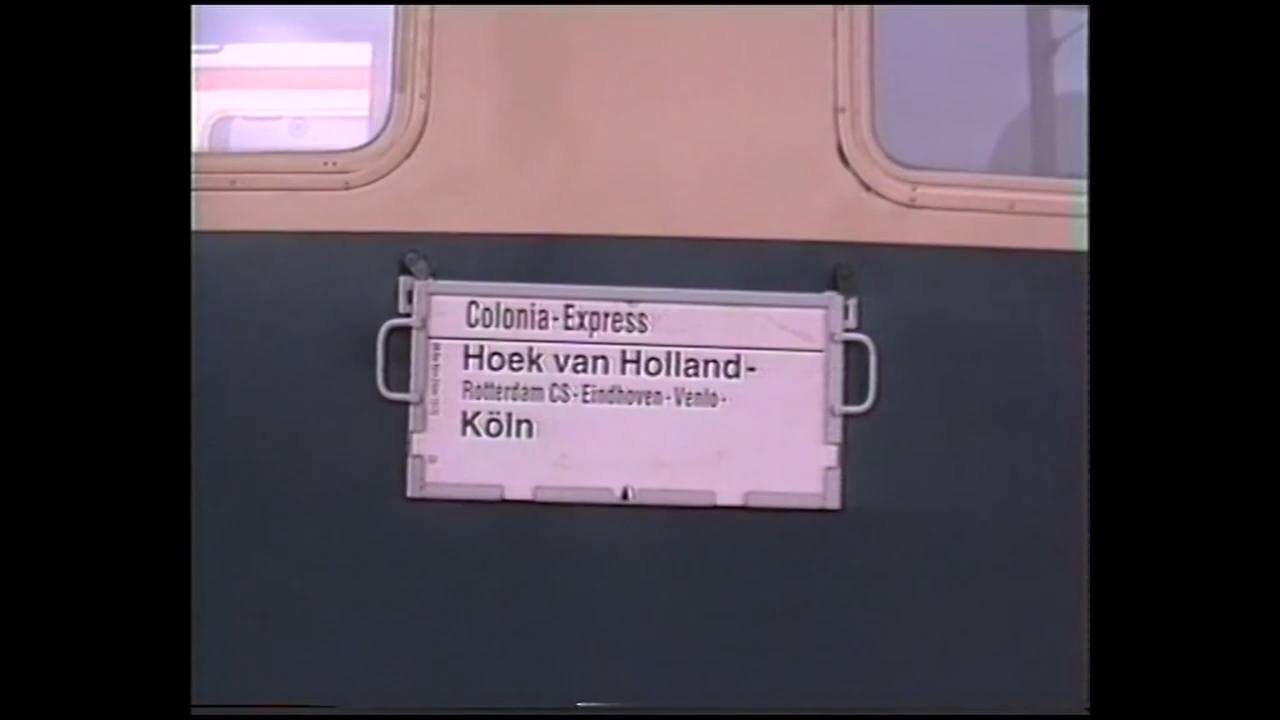 Colonia-Express
Hoek van Holland-
Rotterdam CS-Eindhoven-Venlo-
Köln